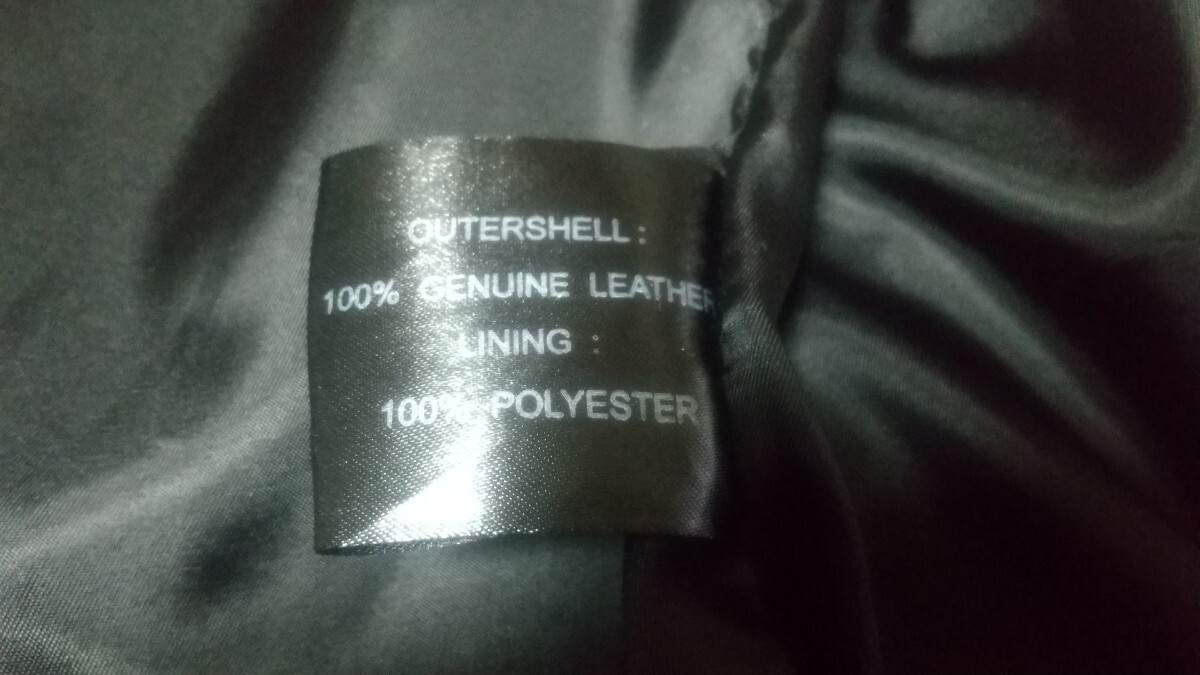 OUTERSHELL :
100% GENUINE LEATHER
LINING :
100% POLYESTER